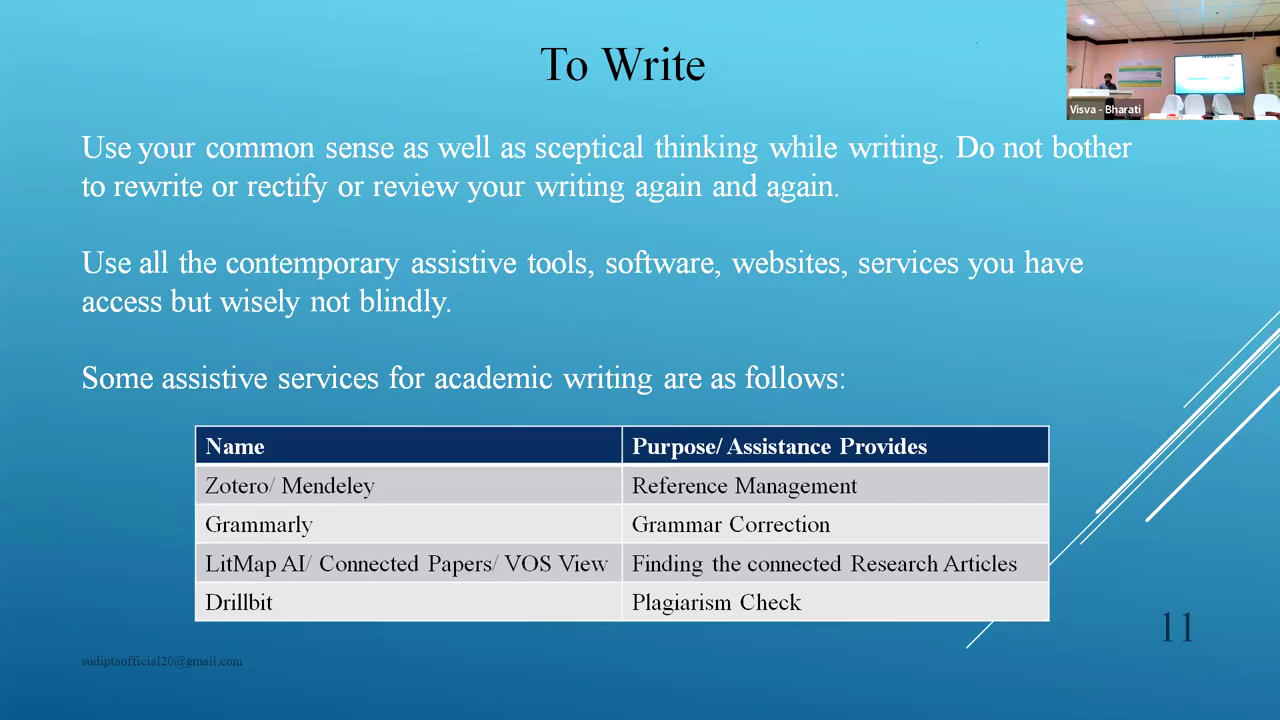 To Write
Visva - Bharati
Use your common sense as well as sceptical thinking while writing. Do not bother
to rewrite or rectify or review your writing again and again.
Use all the contemporary assistive tools, software, websites, services you have
access but wisely not blindly.
Some assistive services for academic writing are as follows:
Name Purpose/ Assistance Provides
Zotero/ Mendeley Reference Management
Grammarly Grammar Correction
LitMap AI/ Connected Papers/ VOS View Finding the connected Research Articles
Drillbit Plagiarism Check
11
sudiptaofficial20@gmail.com